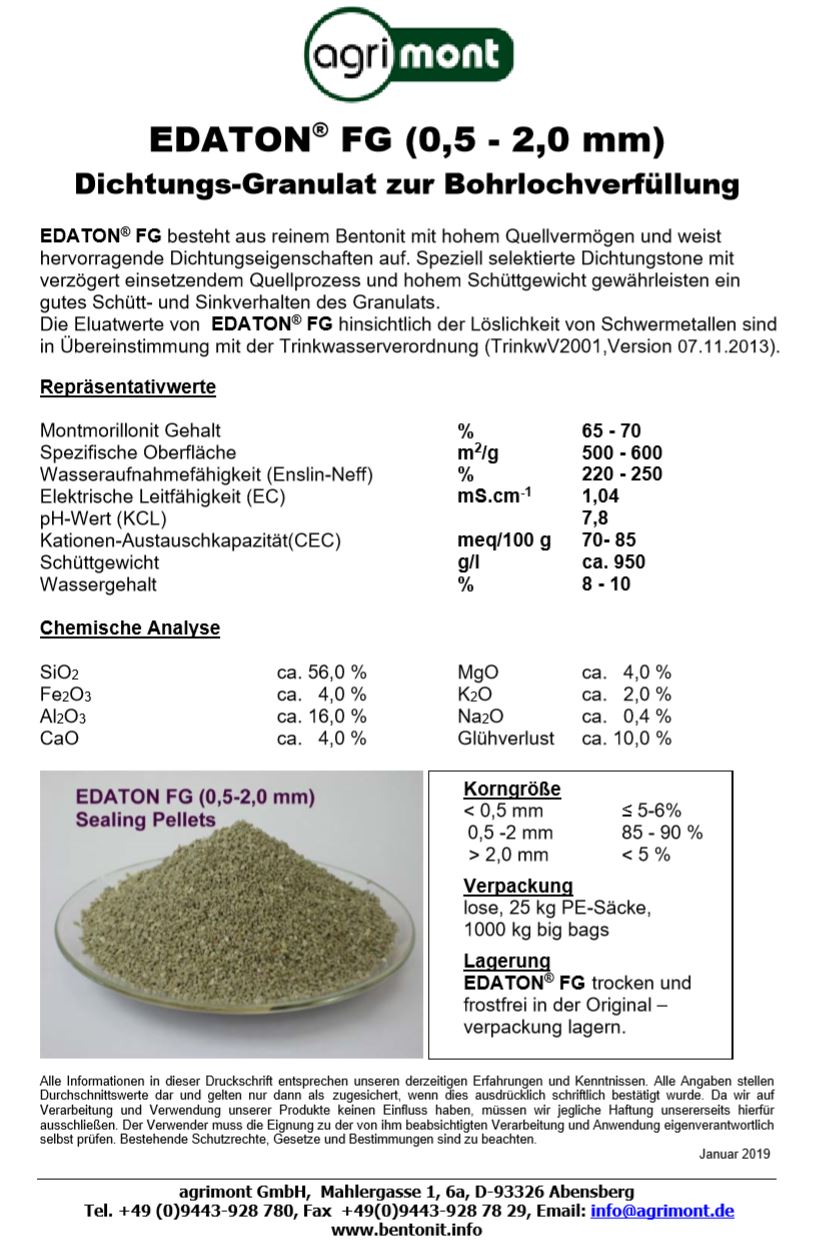 agrimont
EDATON® FG (0,5 - 2,0 mm)
Dichtungs-Granulat zur Bohrlochverfüllung
EDATON® FG besteht aus reinem Bentonit mit hohem Quellvermögen und weist
hervorragende Dichtungseigenschaften auf. Speziell selektierte Dichtungstone mit
verzögert einsetzendem Quellprozess und hohem Schüttgewicht gewährleisten ein
gutes Schütt- und Sinkverhalten des Granulats.
Die Eluatwerte von EDATON® FG hinsichtlich der Löslichkeit von Schwermetallen sind
in Übereinstimmung mit der Trinkwasserverordnung (TrinkwV2001,Version 07.11.2013).
Repräsentativwerte
Montmorillonit Gehalt % 65 - 70
Spezifische Oberfläche m²/g 500 - 600
Wasseraufnahmefähigkeit (Enslin-Neff) % 220 - 250
Elektrische Leitfähigkeit (EC) mS.cm⁻¹ 1,04
pH-Wert (KCL) 7,8
Kationen-Austauschkapazität(CEC) meq/100 g 70- 85
Schüttgewicht g/l ca. 950
Wassergehalt % 8 - 10
Chemische Analyse
SiO₂ ca. 56,0 % MgO ca. 4,0 %
Fe₂O₃ ca. 4,0 % K₂O ca. 2,0 %
Al₂O₃ ca. 16,0 % Na₂O ca. 0,4 %
CaO ca. 4,0 % Glühverlust ca. 10,0 %
EDATON FG (0,5-2,0 mm)
Sealing Pellets
Korngröße
< 0,5 mm ≤ 5-6%
0,5 -2 mm 85 - 90 %
> 2,0 mm < 5 %
Verpackung
lose, 25 kg PE-Säcke,
1000 kg big bags
Lagerung
EDATON® FG trocken und
frostfrei in der Original –
verpackung lagern.
Alle Informationen in dieser Druckschrift entsprechen unseren derzeitigen Erfahrungen und Kenntnissen. Alle Angaben stellen
Durchschnittswerte dar und gelten nur dann als zugesichert, wenn dies ausdrücklich schriftlich bestätigt wurde. Da wir auf
Verarbeitung und Verwendung unserer Produkte keinen Einfluss haben, müssen wir jegliche Haftung unsererseits hierfür
ausschließen. Der Verwender muss die Eignung zu der von ihm beabsichtigten Verarbeitung und Anwendung eigenverantwortlich
selbst prüfen. Bestehende Schutzrechte, Gesetze und Bestimmungen sind zu beachten.
Januar 2019
agrimont GmbH, Mahlergasse 1, 6a, D-93326 Abensberg
Tel. +49 (0)9443-928 780, Fax +49(0)9443-928 78 29, Email: info@agrimont.de
www.bentonit.info